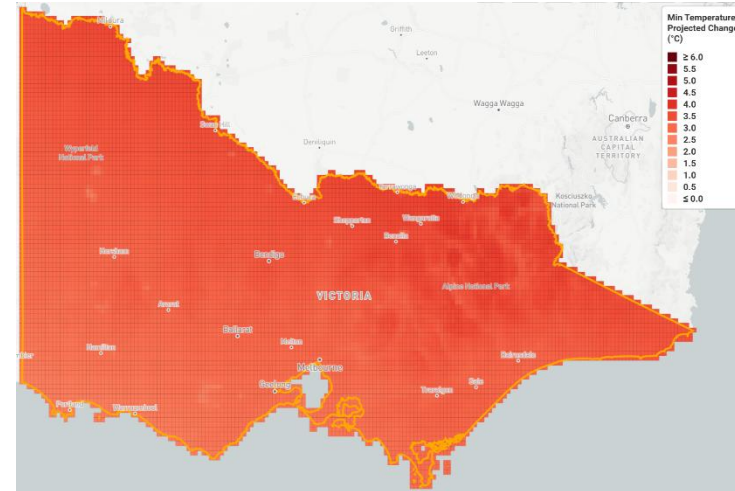 Min Temperature
Projected Change
(°C)
≥ 6.0
5.5
5.0
4.5
4.0
3.5
3.0
2.5
2.0
1.5
1.0
0.5
≤ 0.0
Mildura
Griffith
Leeton
Wagga Wagga
Canberra
AUSTRALIAN
CAPITAL
TERRITORY
Deniliquin
Wyperfeld
National Park
Kosciuszko
National Park
Shepparton
Wangaratta
Benalla
Horsham
Bendigo
Alpine National Park
VICTORIA
Ararat
Ballarat
Melton
Hamilton
Melbourne
Bairnsdale
Geelong
Traralgon
Sale
Portland
Warrnambool